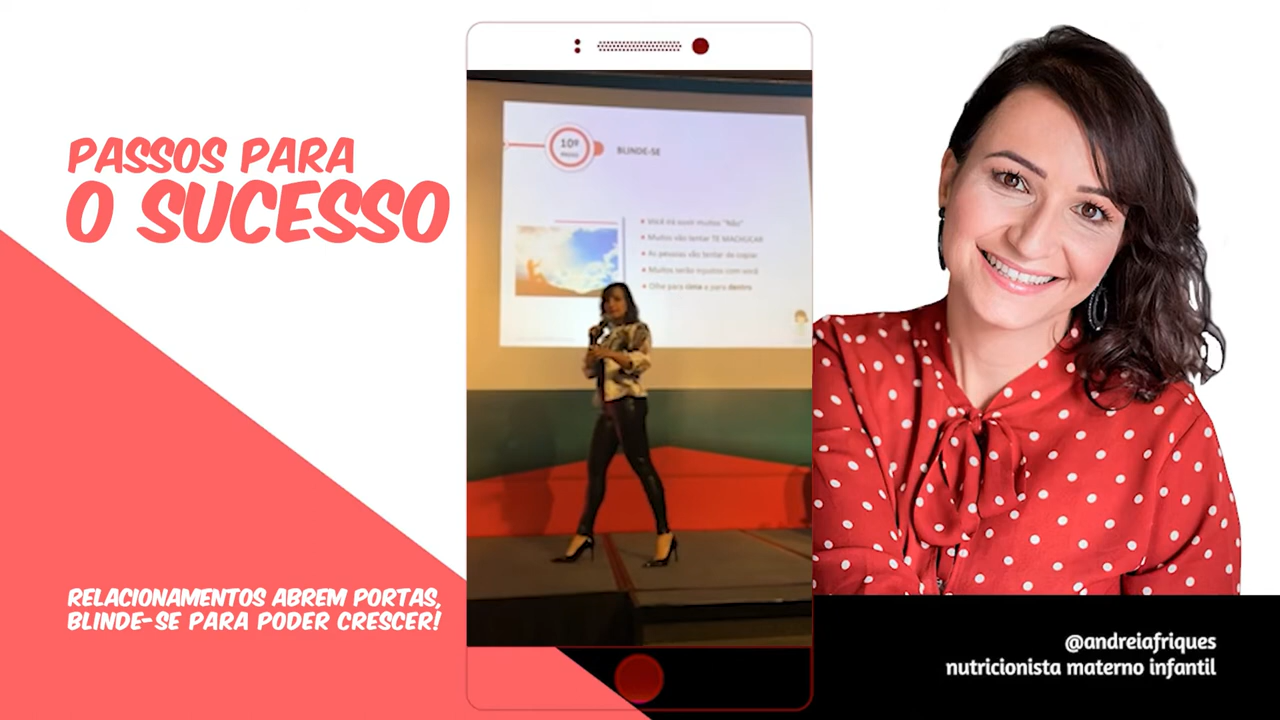 PASSOS PARA
O SUCESSO
10º
PASSO
BLINDE-SE
Você irá ouvir muitos "Não"
Muitos vão tentar TE MACHUCAR
As pessoas vão tentar de copiar
Muitos serão injustos com você
Olhe para cima e para dentro
RELACIONAMENTOS ABREM PORTAS,
BLINDE-SE PARA PODER CRESCER!
@andreiafriques
nutricionista materno infantil